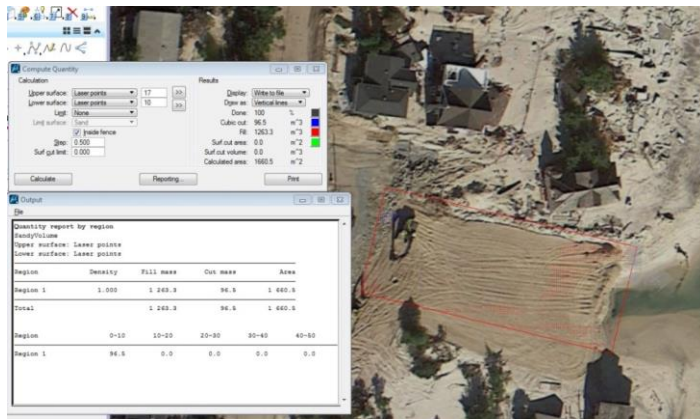 Compute Quantity
Calculation
Results
Upper surface: Laser points 17 >>
Lower surface: Laser points 10 >>
Limit: None
Limit surface: Sand
Inside fence
Step: 0.500
Surf cut limit: 0.000
Display: Write to file
Draw as: Vertical lines
Done: 100 %
Cubic cut: 96.5 m^3
Fill: 1263.3 m^3
Surf cut area: 0.0 m^2
Surf cut volume: 0.0 m^3
Calculated area: 1660.5 m^2
Calculate Reporting... Print
Output
File
Quantity report by region
SandyVolume
Upper surface: Laser points
Lower surface: Laser points
Region Density Fill mass Cut mass Area
Region 1 1.000 1 263.3 96.5 1 660.5
Total 1 263.3 96.5 1 660.5
Region 0-10 10-20 20-30 30-40 40-50
Region 1 96.5 0.0 0.0 0.0 0.0